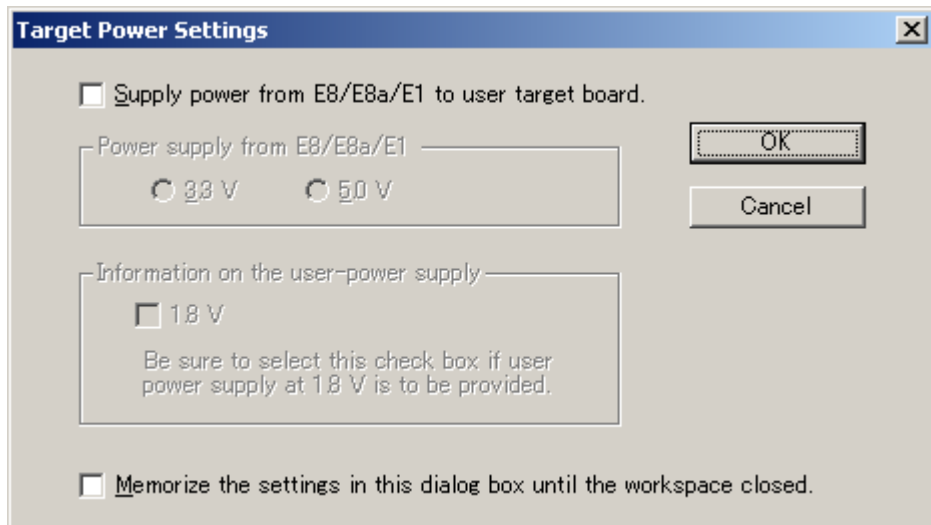 Target Power Settings
Supply power from E8/E8a/E1 to user target board.
Power supply from E8/E8a/E1
3.3 V 5.0 V
OK
Cancel
Information on the user-power supply
1.8 V
Be sure to select this check box if user
power supply at 1.8 V is to be provided.
Memorize the settings in this dialog box until the workspace closed.